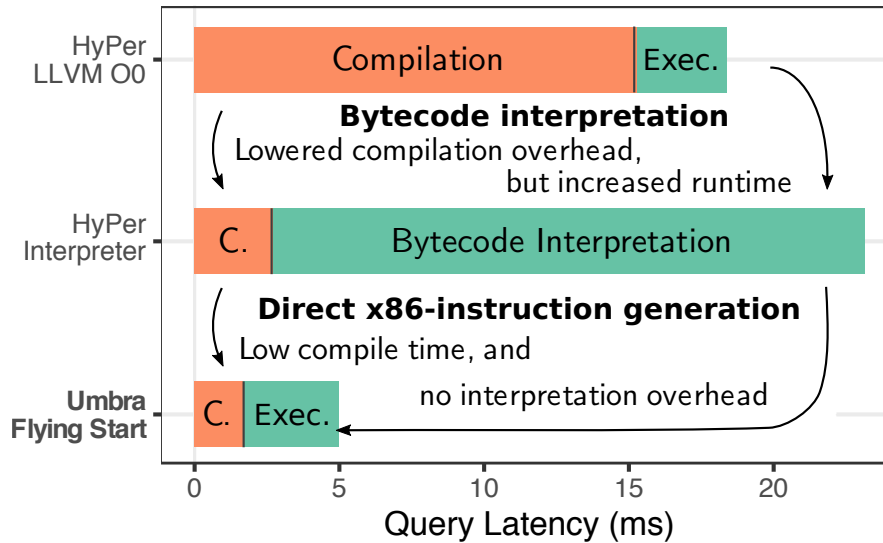 HyPer
LLVM O0
Compilation
Exec.
Bytecode interpretation
Lowered compilation overhead,
but increased runtime
HyPer
Interpreter
C.
Bytecode Interpretation
Direct x86-instruction generation
Low compile time, and
no interpretation overhead
Umbra
Flying Start
C.
Exec.
0 5 10 15 20
Query Latency (ms)